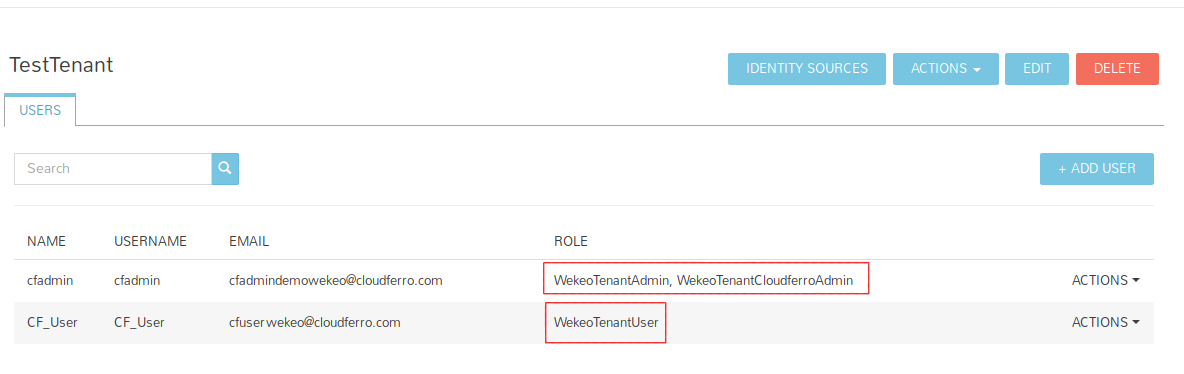 TestTenant
IDENTITY SOURCES ACTIONS EDIT DELETE
USERS
Search
+ ADD USER
NAME USERNAME EMAIL ROLE
cfadmin cfadmin cfadmindemowekeo@cloudferro.com WekeoTenantAdmin, WekeoTenantCloudferroAdmin ACTIONS
CF_User CF_User cfuserwekeo@cloudferro.com WekeoTenantUser ACTIONS